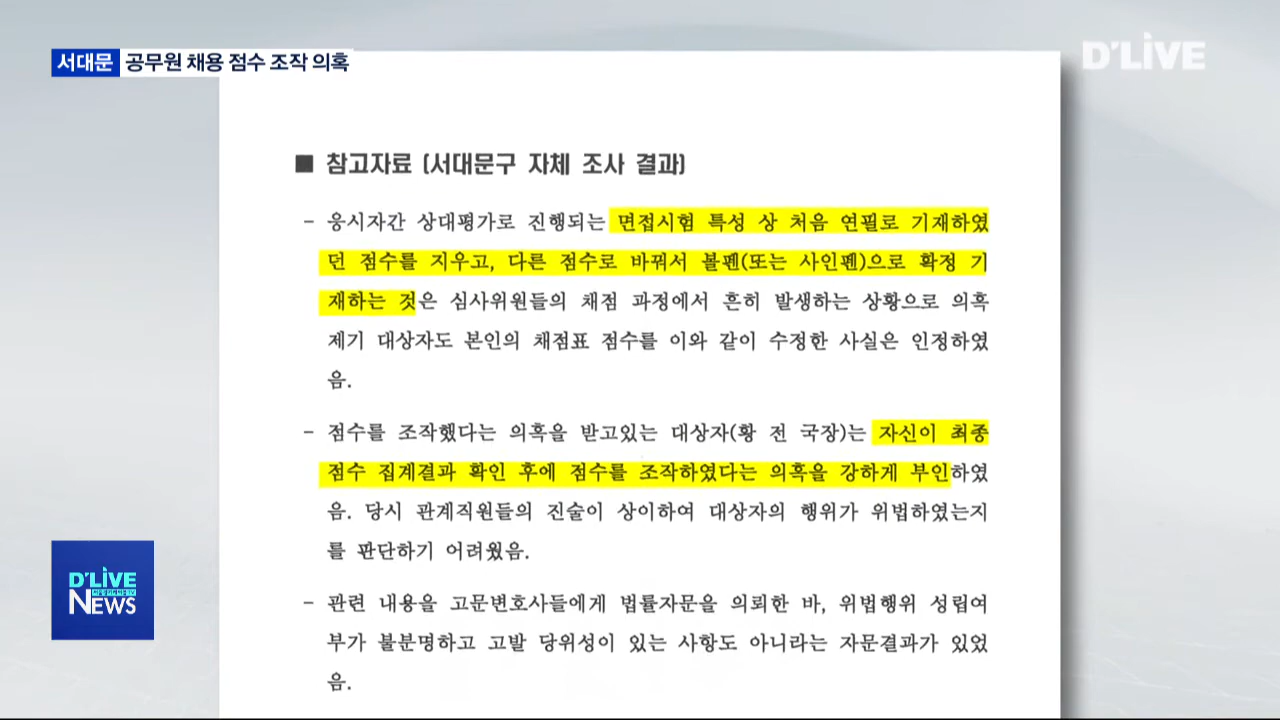 서대문 공무원 채용 점수 조작 의혹
D'LIVE
■ 참고자료 (서대문구 자체 조사 결과)
- 응시자간 상대평가로 진행되는 면접시험 특성 상 처음 연필로 기재하였
던 점수를 지우고, 다른 점수로 바꿔서 볼펜(또는 사인펜)으로 확정 기
재하는 것은 심사위원들의 채점 과정에서 흔히 발생하는 상황으로 의혹
제기 대상자도 본인의 채점표 점수를 이와 같이 수정한 사실은 인정하였
음.
- 점수를 조작했다는 의혹을 받고있는 대상자(황 전 국장)는 자신이 최종
점수 집계결과 확인 후에 점수를 조작하였다는 의혹을 강하게 부인하였
음. 당시 관계직원들의 진술이 상이하여 대상자의 행위가 위법하였는지
를 판단하기 어려웠음.
- 관련 내용을 고문변호사들에게 법률자문을 의뢰한 바, 위법행위 성립여
부가 불분명하고 고발 당위성이 있는 사항도 아니라는 자문결과가 있었
음.
D'LIVE
NEWS